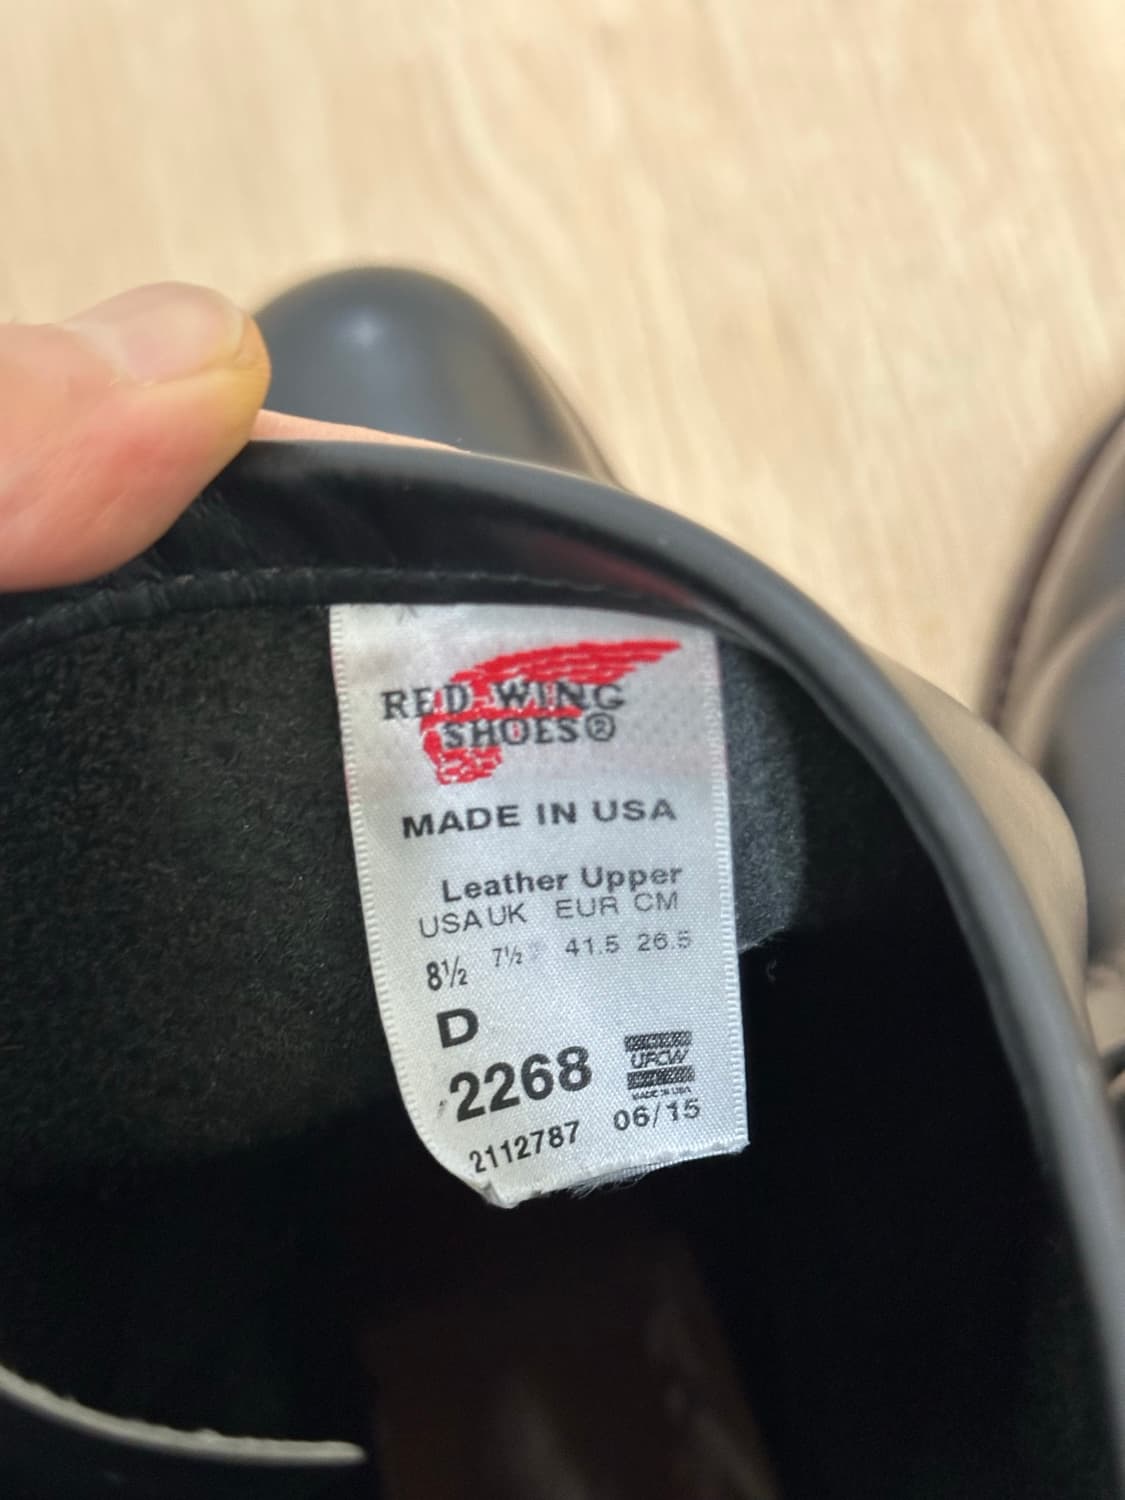 RED WING
SHOES®
MADE IN USA
Leather Upper
USA UK EUR CM
8½ 7½ 41.5 26.5
D
2268
UFCW
MADE IN USA
2112787 06/15